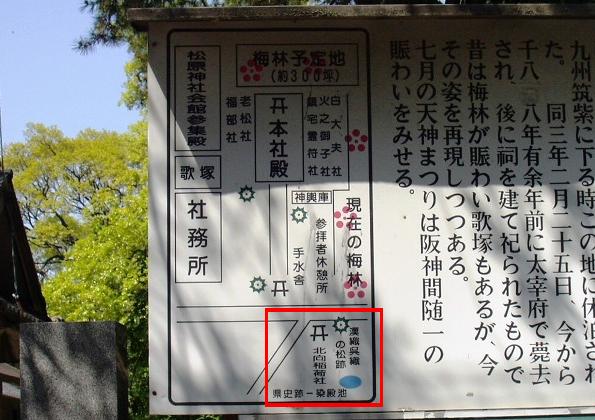 九州筑紫に下る時この地に休泊され
た。 同三年二月二十五日、今から
千八 八年有余年前に太宰府で薨去
され、後に祠を建て祀られたもので
昔は梅林が賑わい歌塚もあるが、今
その姿を再現しつつある。
七月の天神まつりは阪神間随一の
賑わいをみせる。
梅林予定地
(約300坪)
松原神社会館参集殿
歌塚
社務所
老松社
福部社
本社殿
白太夫社
火之御子社
鎮宅霊符社
神輿庫
現在の梅林
参拝者休憩所
手水舎
漢織呉織
の松跡
北向稲荷社
県史跡ー染殿池